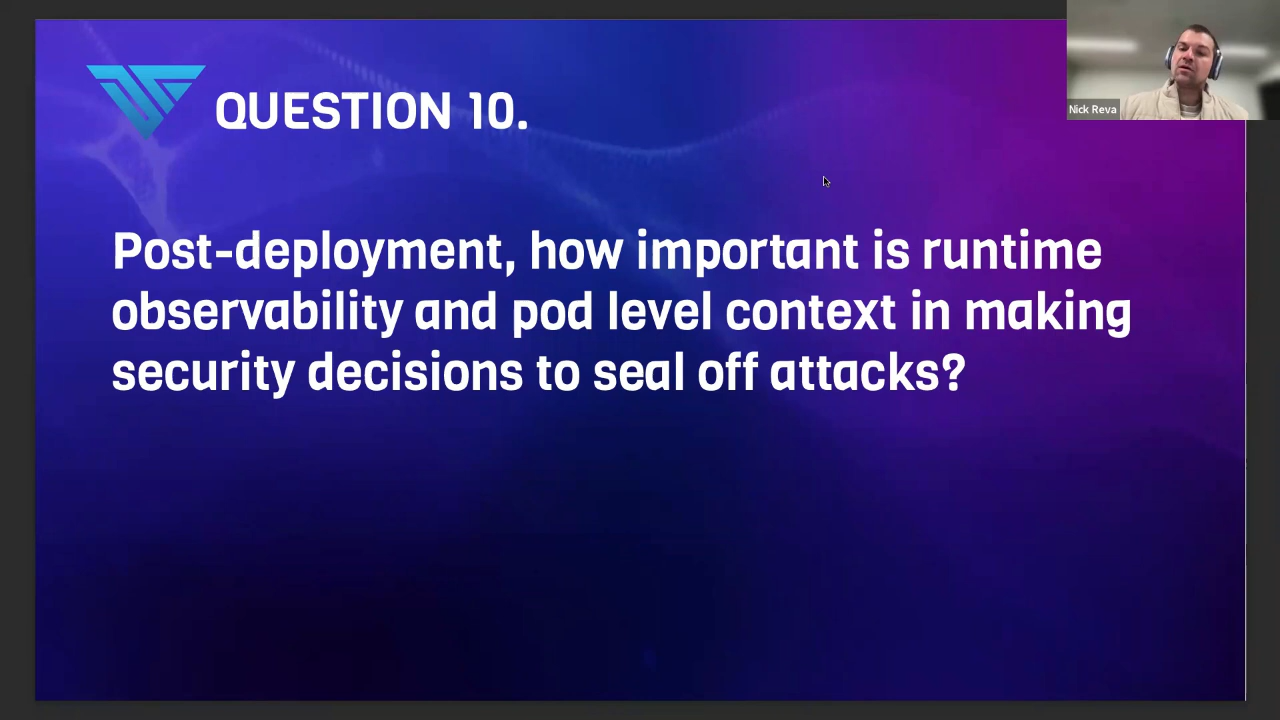 QUESTION 10.
Nick Reva
Post-deployment, how important is runtime
observability and pod level context in making
security decisions to seal off attacks?